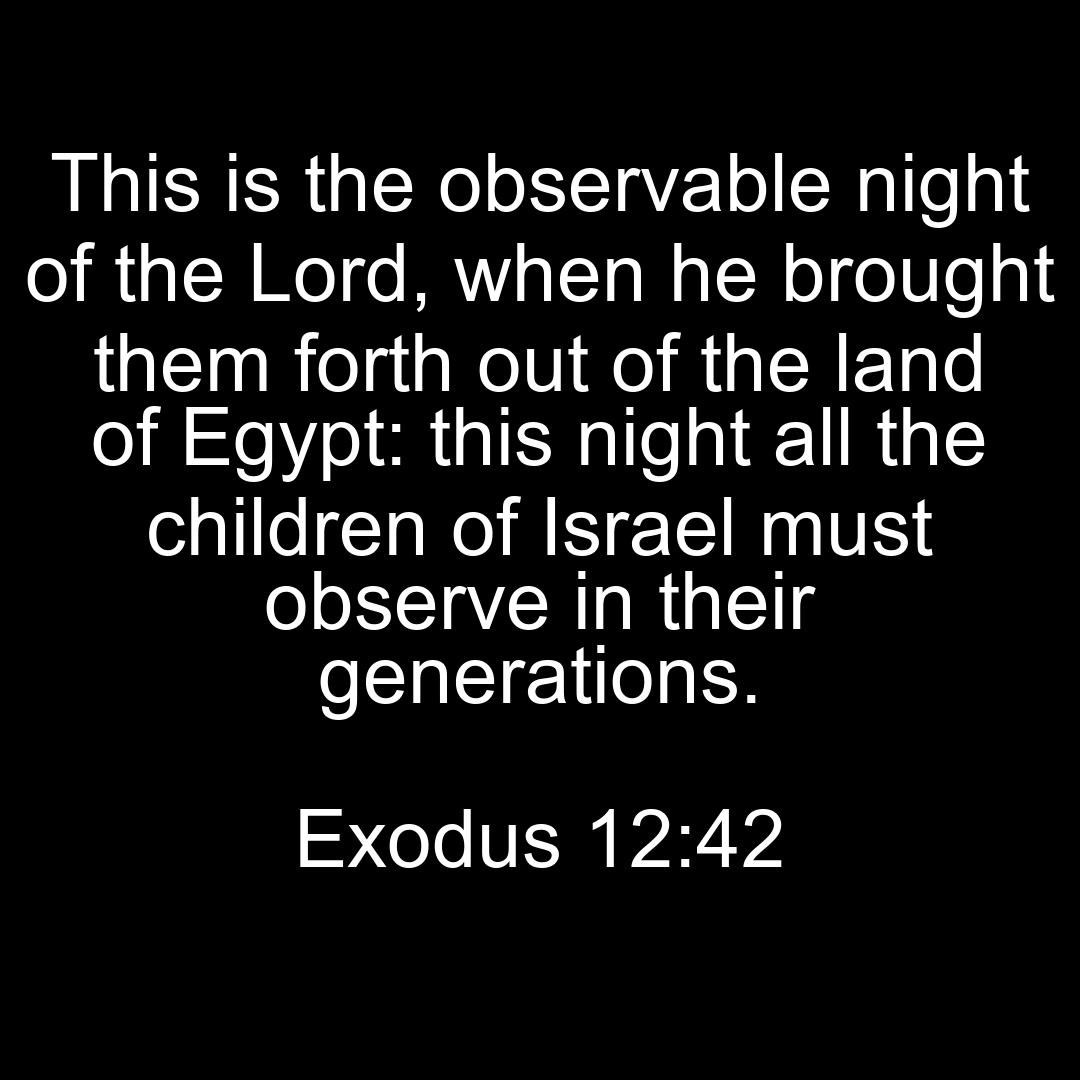 This is the observable night
of the Lord, when he brought
them forth out of the land
of Egypt: this night all the
children of Israel must
observe in their
generations.
Exodus 12:42